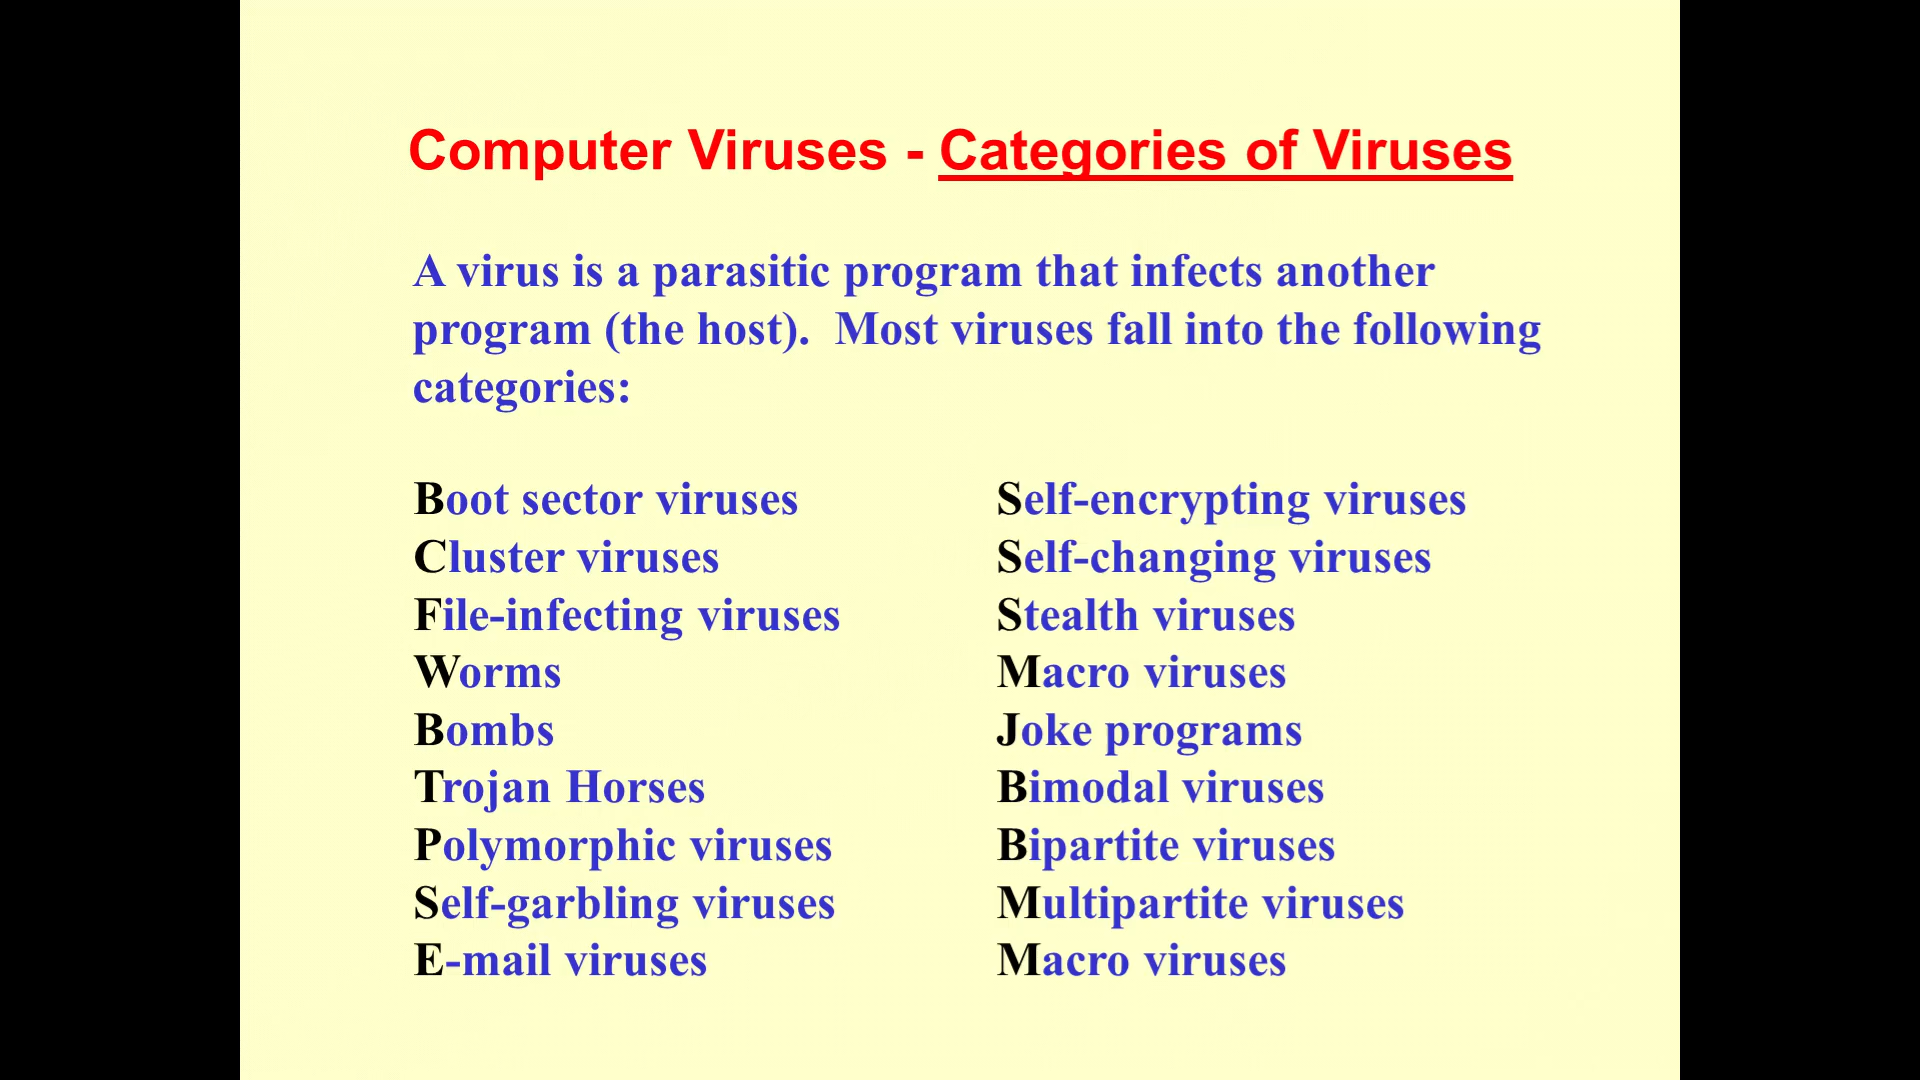 Computer Viruses - Categories of Viruses
A virus is a parasitic program that infects another
program (the host).  Most viruses fall into the following
categories:
Boot sector viruses
Cluster viruses
File-infecting viruses
Worms
Bombs
Trojan Horses
Polymorphic viruses
Self-garbling viruses
E-mail viruses
Self-encrypting viruses
Self-changing viruses
Stealth viruses
Macro viruses
Joke programs
Bimodal viruses
Bipartite viruses
Multipartite viruses
Macro viruses